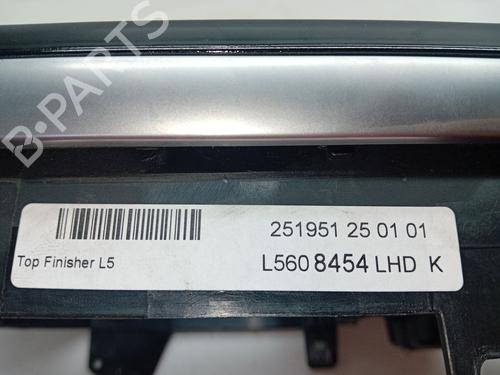 B-PARTS
251951 25 01 01
Top Finisher L5
L560 8454 LHD K